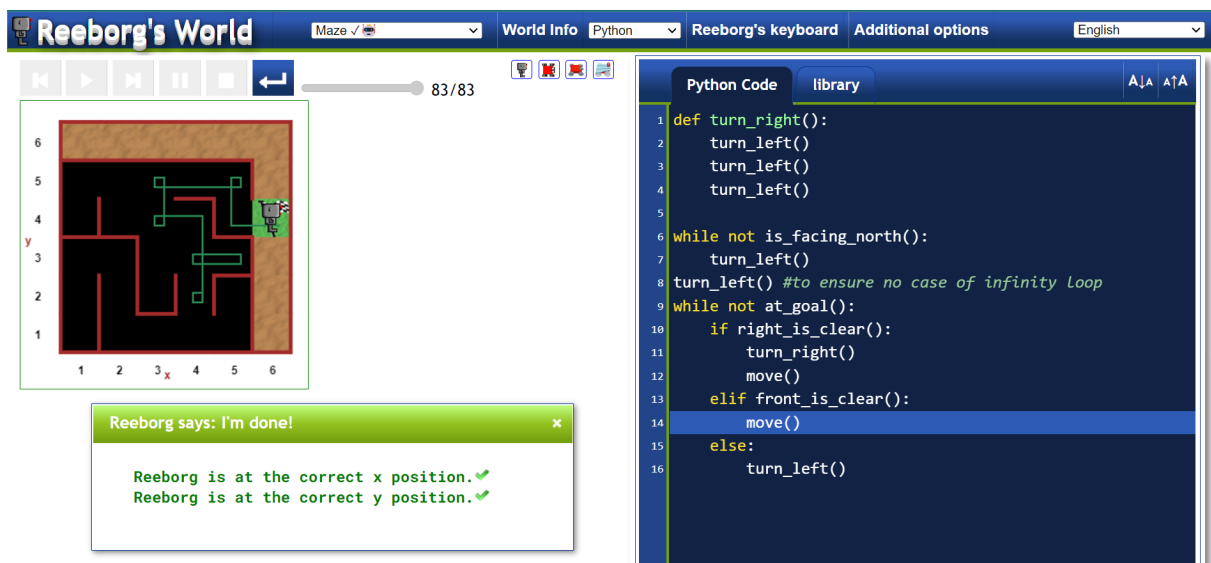 Reeborg's World
Maze ✓
World Info
Python
Reeborg's keyboard
Additional options
English
83/83
6
5
4
y
3
2
1
1 2 3 x 4 5 6
Reeborg says: I'm done!
×
Reeborg is at the correct x position.✔
Reeborg is at the correct y position.✔
Python Code
library
A↓A
A↑A
1 def turn_right():
2     turn_left()
3     turn_left()
4     turn_left()
5
6 while not is_facing_north():
7     turn_left()
8 turn_left() #to ensure no case of infinity loop
9 while not at_goal():
10     if right_is_clear():
11         turn_right()
12         move()
13     elif front_is_clear():
14         move()
15     else:
16         turn_left()